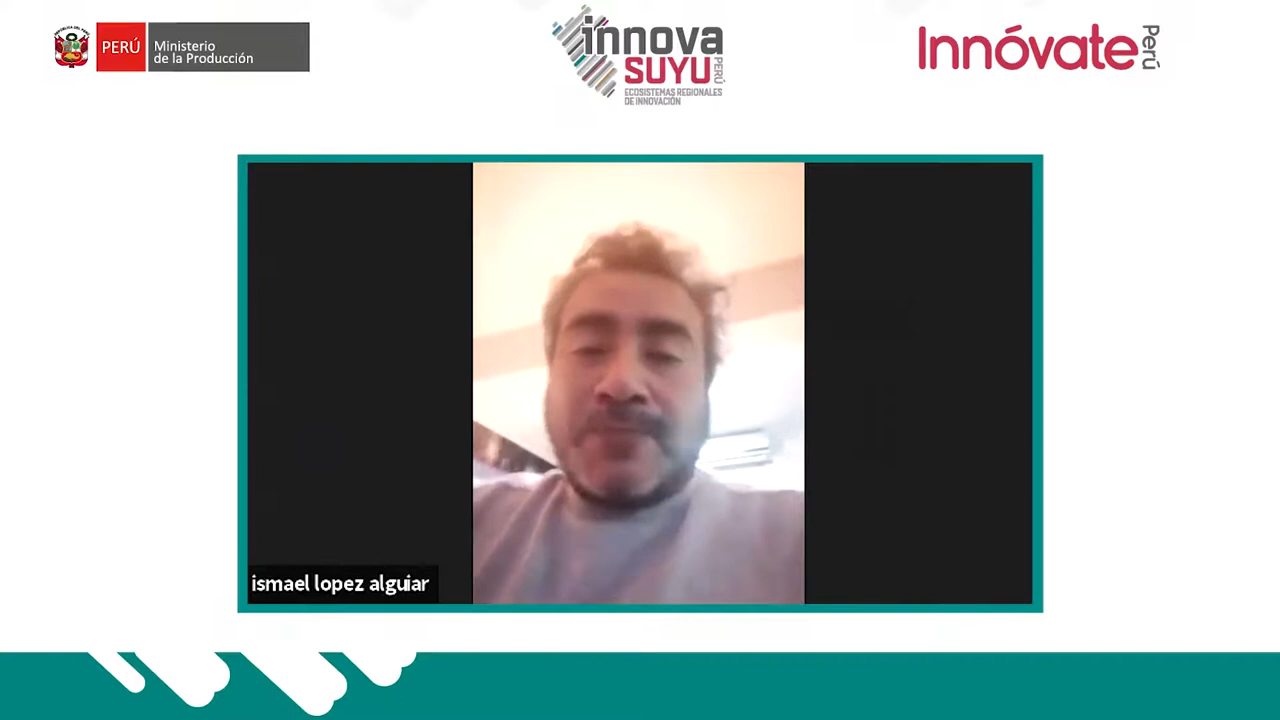 PERÚ
Ministerio
de la Producción
innova
SUYU
PERÚ
ECOSISTEMAS REGIONALES
DE INNOVACIÓN
Innóvate
Perú
ismael lopez alguiar